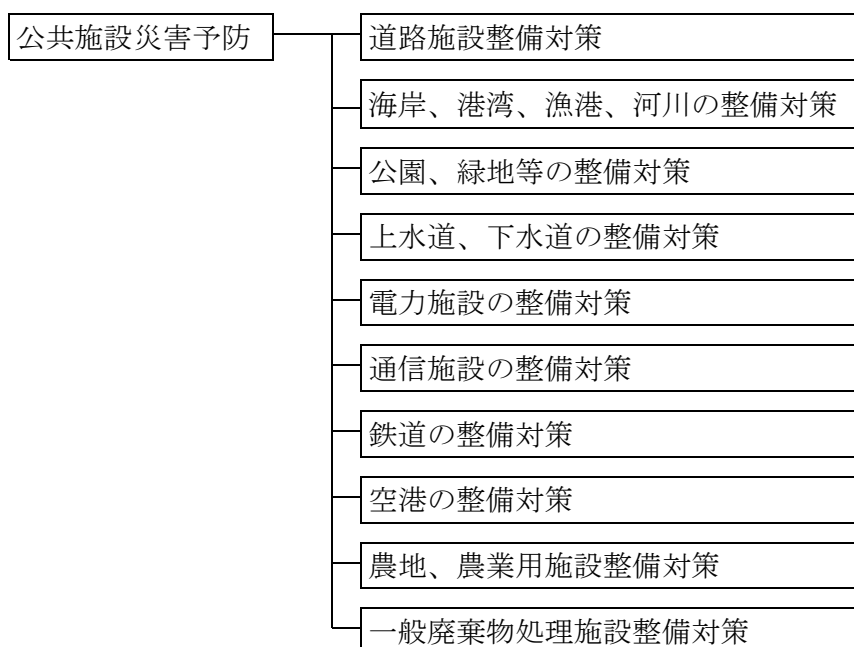 公共施設災害予防
道路施設整備対策
海岸、港湾、漁港、河川の整備対策
公園、緑地等の整備対策
上水道、下水道の整備対策
電力施設の整備対策
通信施設の整備対策
鉄道の整備対策
空港の整備対策
農地、農業用施設整備対策
一般廃棄物処理施設整備対策